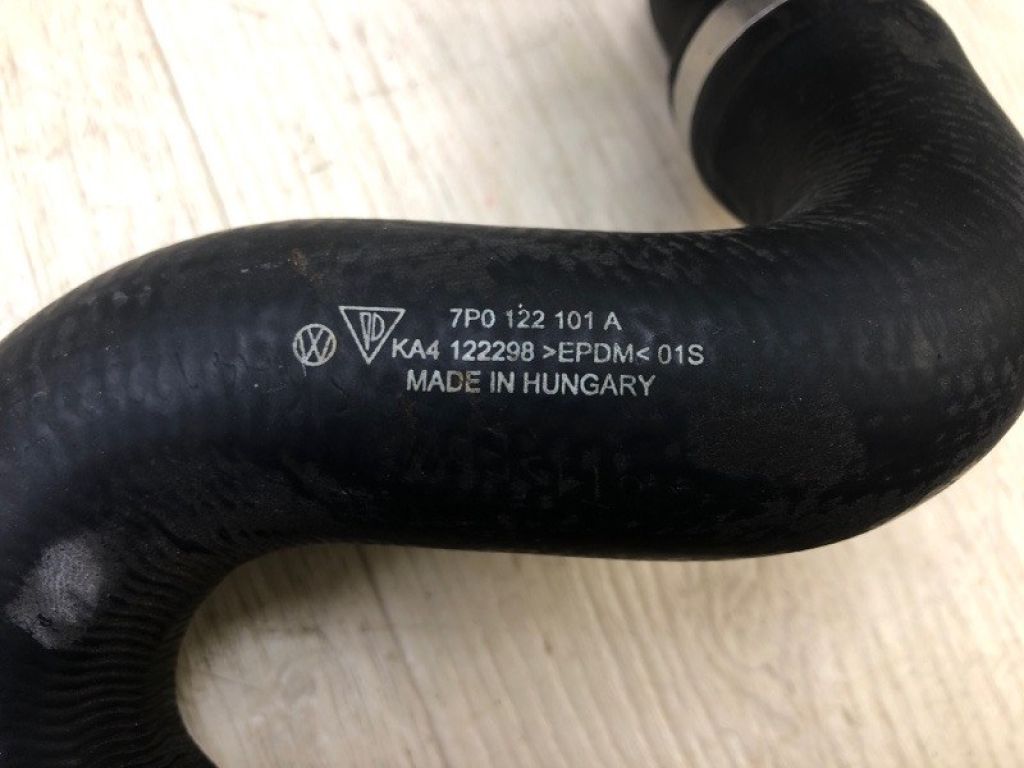 7P0 122 101 A
KA4 122298 >EPDM< 01S
MADE IN HUNGARY